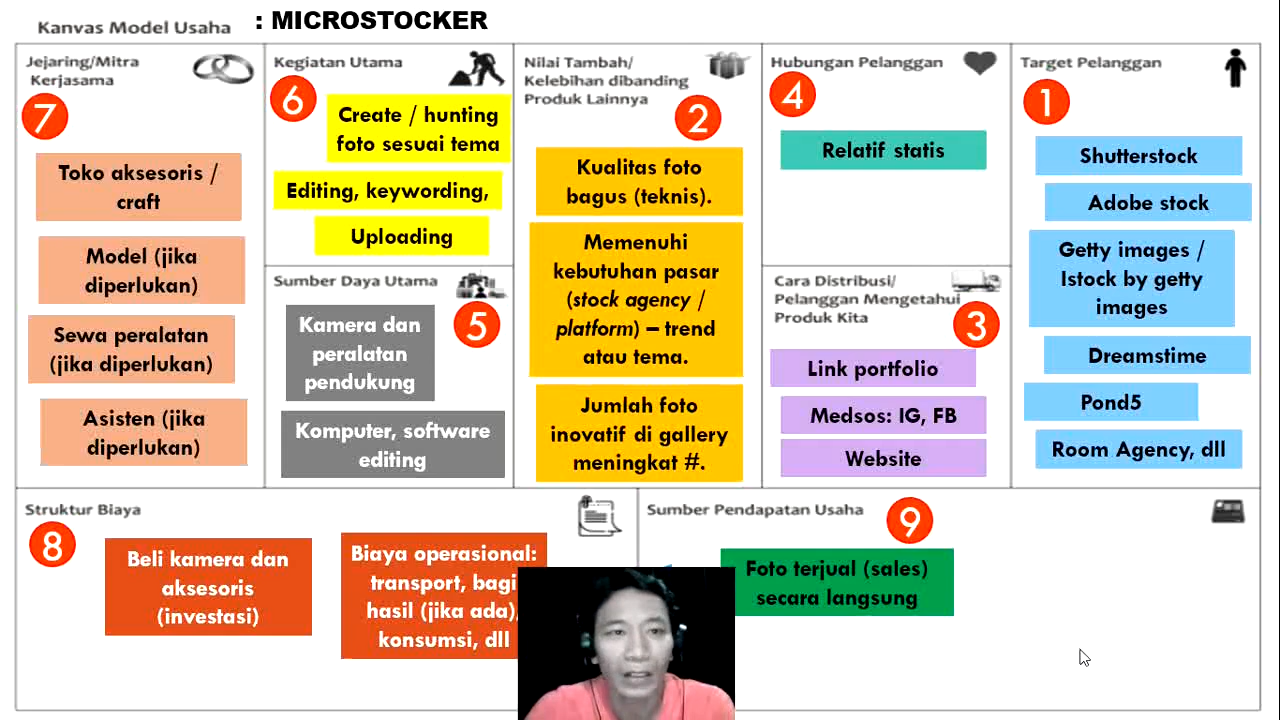 Kanvas Model Usaha : MICROSTOCKER
Jejaring/Mitra
Kerjasama
7
Toko aksesoris /
craft
Model (jika
diperlukan)
Sewa peralatan
(jika diperlukan)
Asisten (jika
diperlukan)
Kegiatan Utama
6
Create / hunting
foto sesuai tema
Editing, keywording,
Uploading
Sumber Daya Utama
5
Kamera dan
peralatan
pendukung
Komputer, software
editing
Nilai Tambah/
Kelebihan dibanding
Produk Lainnya
2
Kualitas foto
bagus (teknis).
Memenuhi
kebutuhan pasar
(stock agency /
platform) – trend
atau tema.
Jumlah foto
inovatif di gallery
meningkat #.
Hubungan Pelanggan
4
Relatif statis
Cara Distribusi/
Pelanggan Mengetahui
Produk Kita
3
Link portfolio
Medsos: IG, FB
Website
Target Pelanggan
1
Shutterstock
Adobe stock
Getty images /
Istock by getty
images
Dreamstime
Pond5
Room Agency, dll
Struktur Biaya
8
Beli kamera dan
aksesoris
(investasi)
Biaya operasional:
transport, bagi
hasil (jika ada),
konsumsi, dll
Sumber Pendapatan Usaha
9
Foto terjual (sales)
secara langsung